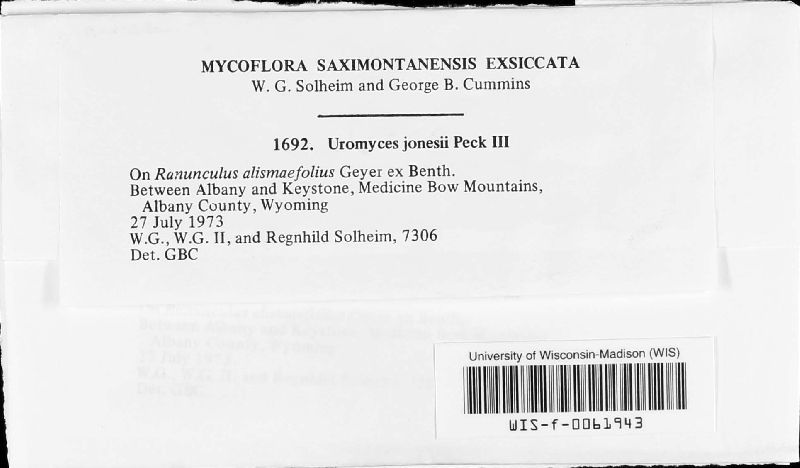 MYCOFLORA SAXIMONTANENSIS EXSICCATA
W. G. Solheim and George B. Cummins
1692. Uromyces jonesii Peck III
On Ranunculus alismaefolius Geyer ex Benth.
Between Albany and Keystone, Medicine Bow Mountains,
Albany County, Wyoming
27 July 1973
W.G., W.G. II, and Regnhild Solheim, 7306
Det. GBC
University of Wisconsin-Madison (WIS)
WIS-f-0061943